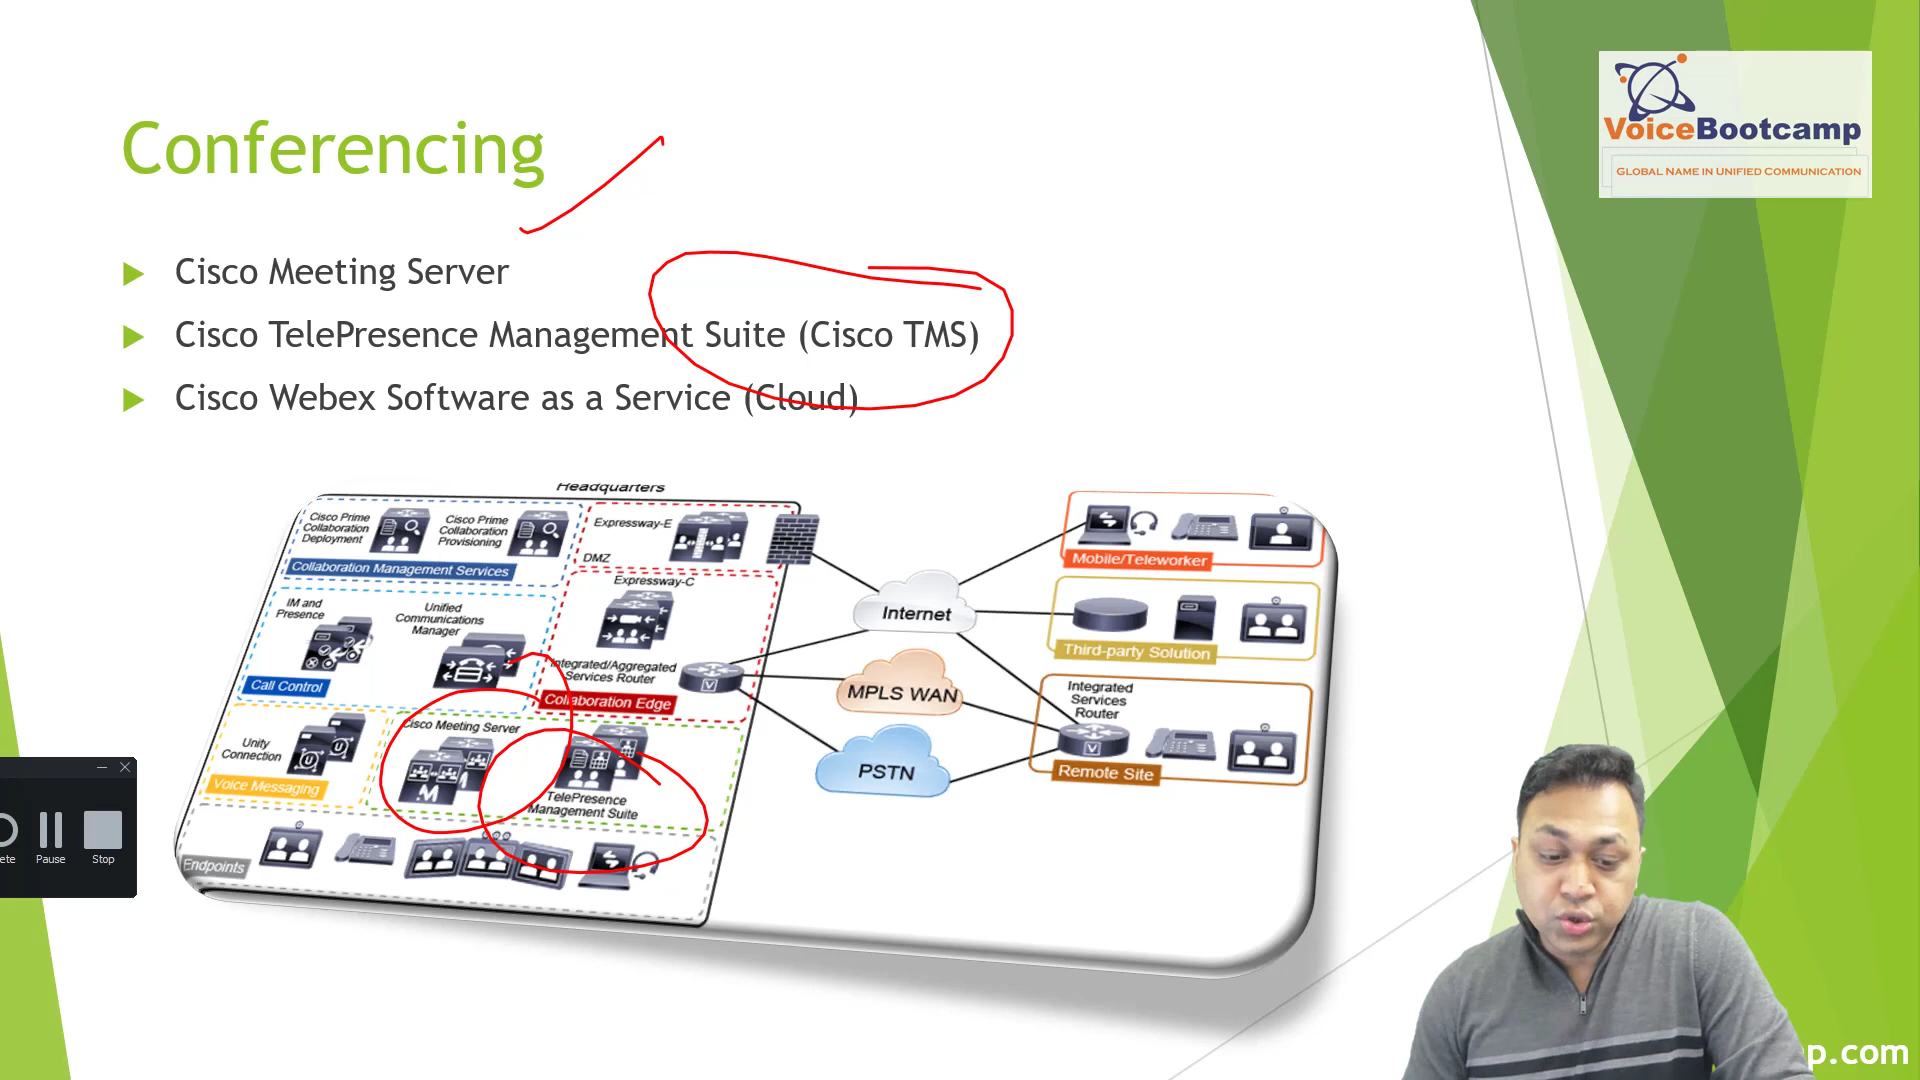 Conferencing
VoiceBootcamp
GLOBAL NAME IN UNIFIED COMMUNICATION
Cisco Meeting Server
Cisco TelePresence Management Suite (Cisco TMS)
Cisco Webex Software as a Service (Cloud)
Headquarters
Cisco Prime
Collaboration
Deployment
Cisco Prime
Collaboration
Provisioning
Collaboration Management Services
Expressway-E
DMZ
Expressway-C
IM and
Presence
Unified
Communications
Manager
Call Control
Integrated/Aggregated
Services Router
V
Collaboration Edge
Unity
Connection
U
U
Voice Messaging
Cisco Meeting Server
M
TelePresence
Management Suite
Endpoints
Internet
MPLS WAN
PSTN
Mobile/Teleworker
Third-party Solution
Integrated
Services
Router
V
Remote Site
ete
Pause
Stop
p.com